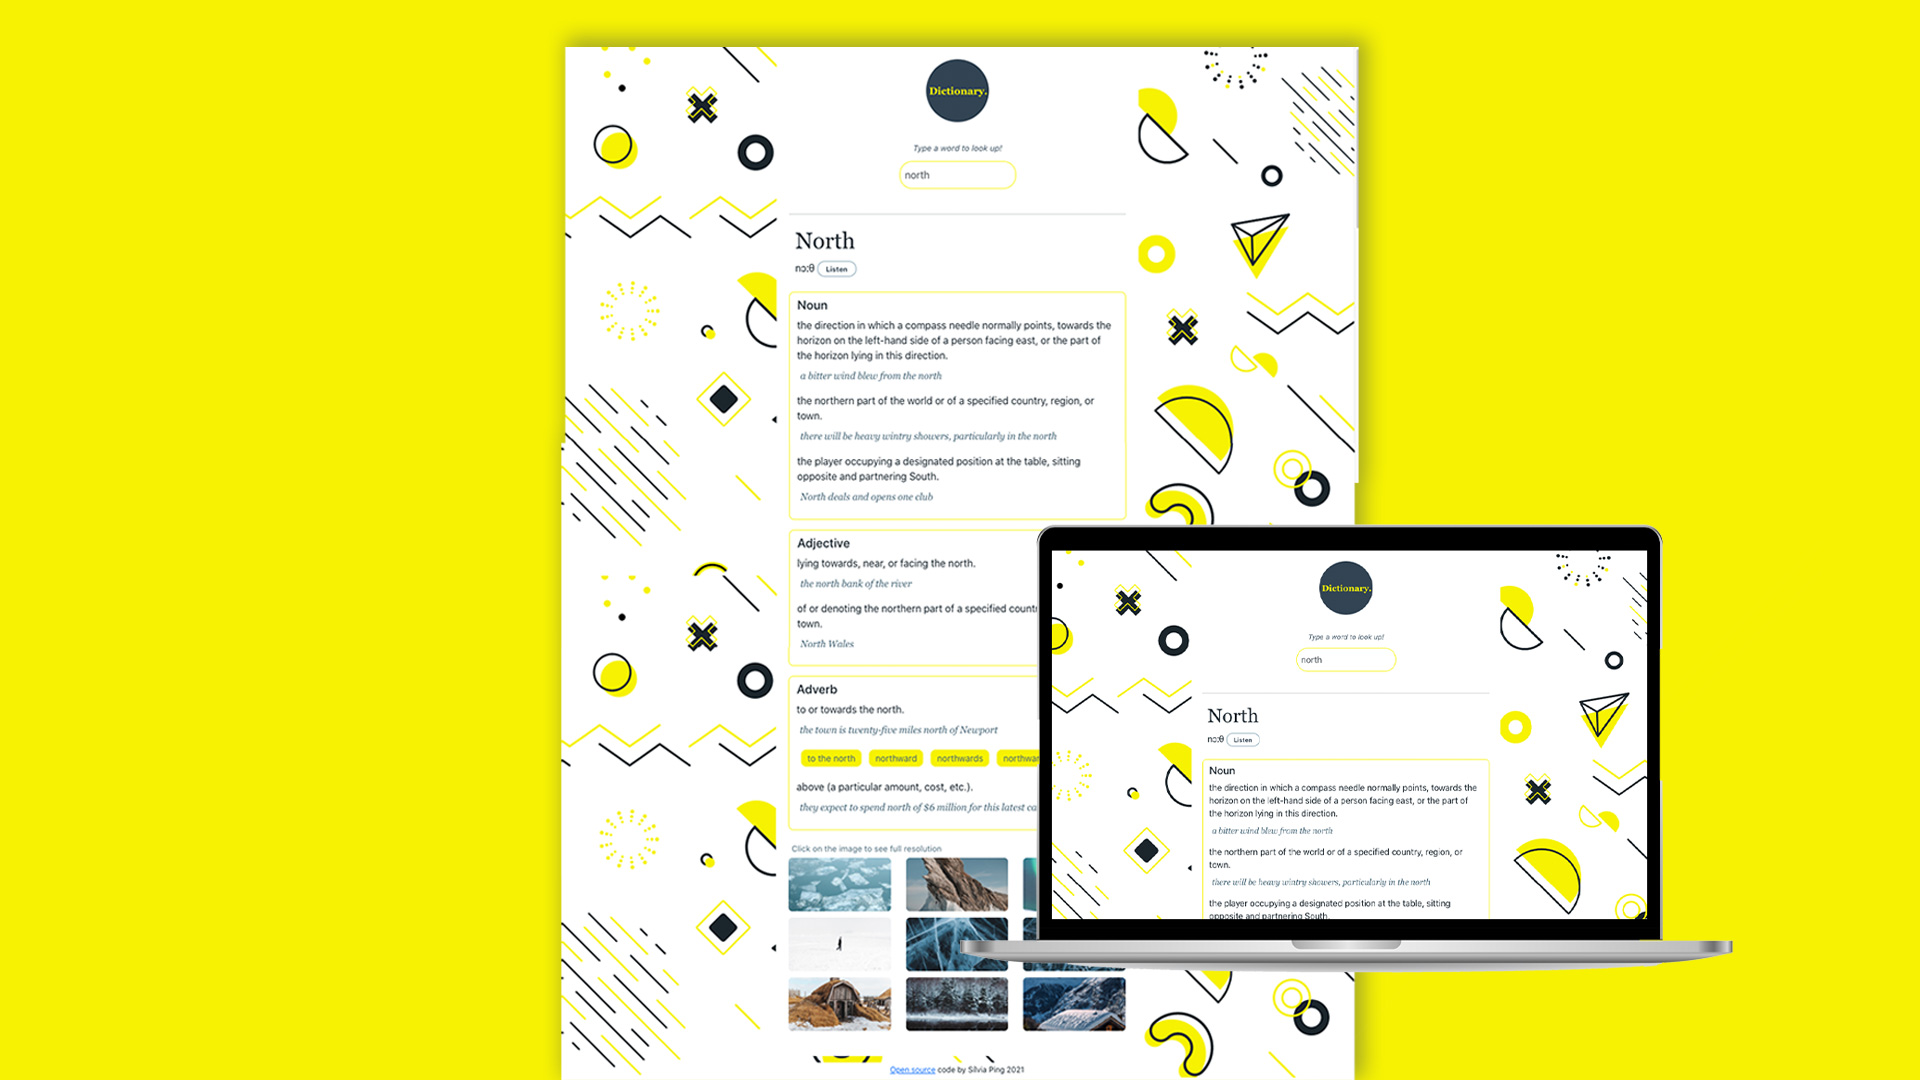 Dictionary.
Type a word to look up!
north
North
nɔːθ Listen
Noun
the direction in which a compass needle normally points, towards the
horizon on the left-hand side of a person facing east, or the part of
the horizon lying in this direction.
a bitter wind blew from the north
the northern part of the world or of a specified country, region, or
town.
there will be heavy wintry showers, particularly in the north
the player occupying a designated position at the table, sitting
opposite and partnering South.
North deals and opens one club
Adjective
lying towards, near, or facing the north.
the north bank of the river
of or denoting the northern part of a specified
town.
North Wales
Adverb
to or towards the north.
the town is twenty-five miles north of Newport
to the north northward northwards
above (a particular amount, cost, etc.).
they expect to spend north of $6 million for this latest
Click on the image to see full resolution
Open source code by Silvia Ping 2021
Dictionary.
Type a word to look up!
north
North
nɔːθ Listen
Noun
the direction in which a compass needle normally points, towards the
horizon on the left-hand side of a person facing east, or the part of
the horizon lying in this direction.
a bitter wind blew from the north
the northern part of the world or of a specified country, region, or
town.
there will be heavy wintry showers, particularly in the north
the player occupying a designated position at the table, sitting
opposite and partnering South.